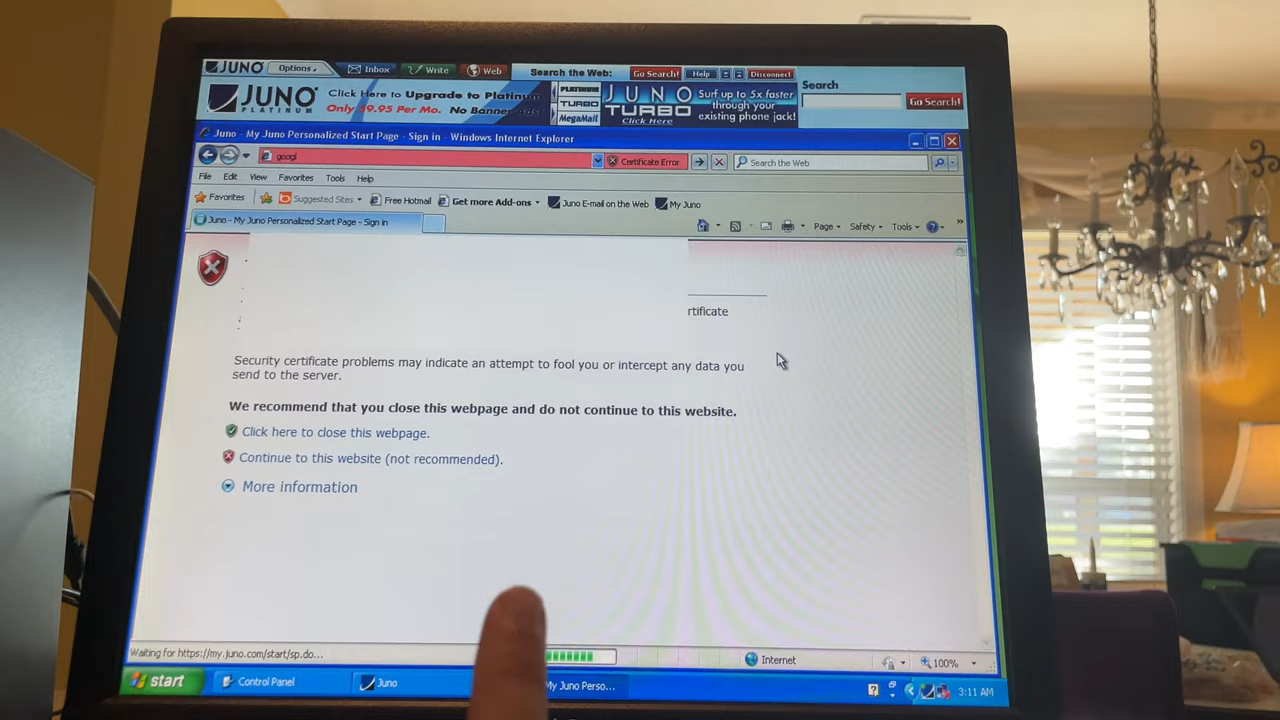 JUNO Options Inbox Write Web Search the Web: Go Search! Help Disconnect
JUNO PLATINUM
Click Here to Upgrade to Platinum
Only $9.95 Per Mo. No Banner Ads
PLATINUM
TURBO
MegaMail
JUNO TURBO
Click Here
Surf up to 5x faster
through your
existing phone jack!
Search
Go Search!
Juno - My Juno Personalized Start Page - Sign in - Windows Internet Explorer
googl Certificate Error Search the Web
File Edit View Favorites Tools Help
Favorites Suggested Sites Free Hotmail Get more Add-ons Juno E-mail on the Web My Juno
Juno - My Juno Personalized Start Page - Sign in Page Safety Tools
rtificate
Security certificate problems may indicate an attempt to fool you or intercept any data you
send to the server.
We recommend that you close this webpage and do not continue to this website.
Click here to close this webpage.
Continue to this website (not recommended).
More information
Waiting for https://my.juno.com/start/sp.do... Internet 100%
start Control Panel Juno My Juno Perso... 3:11 AM